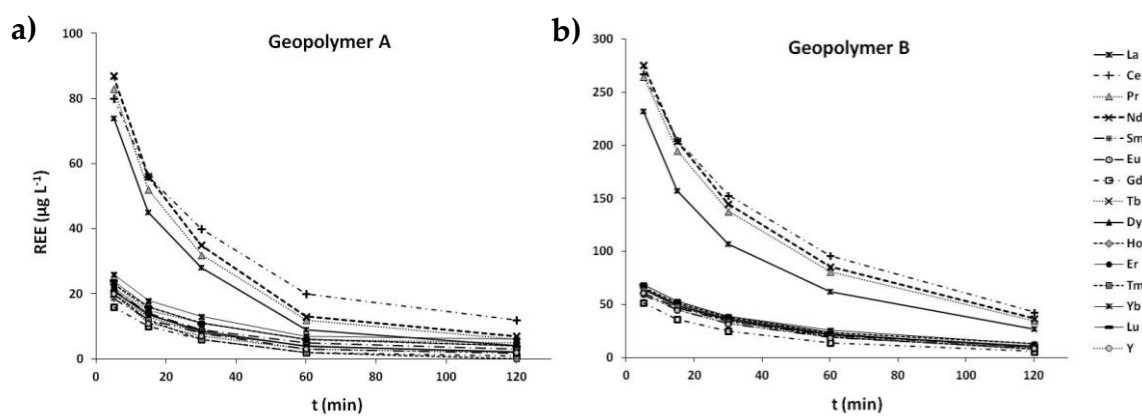 a)
Geopolymer A
REE (µg L-1)
100
80
60
40
20
0
0 20 40 60 80 100 120
t (min)
b)
Geopolymer B
300
250
200
150
100
50
0
0 20 40 60 80 100 120
t (min)
La
Ce
Pr
Nd
Sm
Eu
Gd
Tb
Dy
Ho
Er
Tm
Yb
Lu
Y